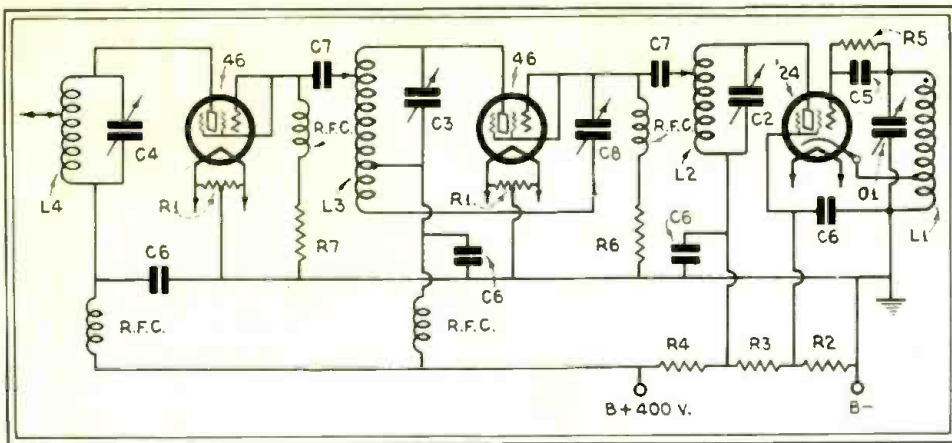 46
C7
46
C7
'24
R5
C5
R.F.C.
C3
R.F.C.
C2
C4
C8
L4
R1
L3
R1.
L2
O1
C6
L1
R7
R6
C6
C6
C6
R.F.C.
R.F.C.
R4
R3
R2
B+400 V.
B-